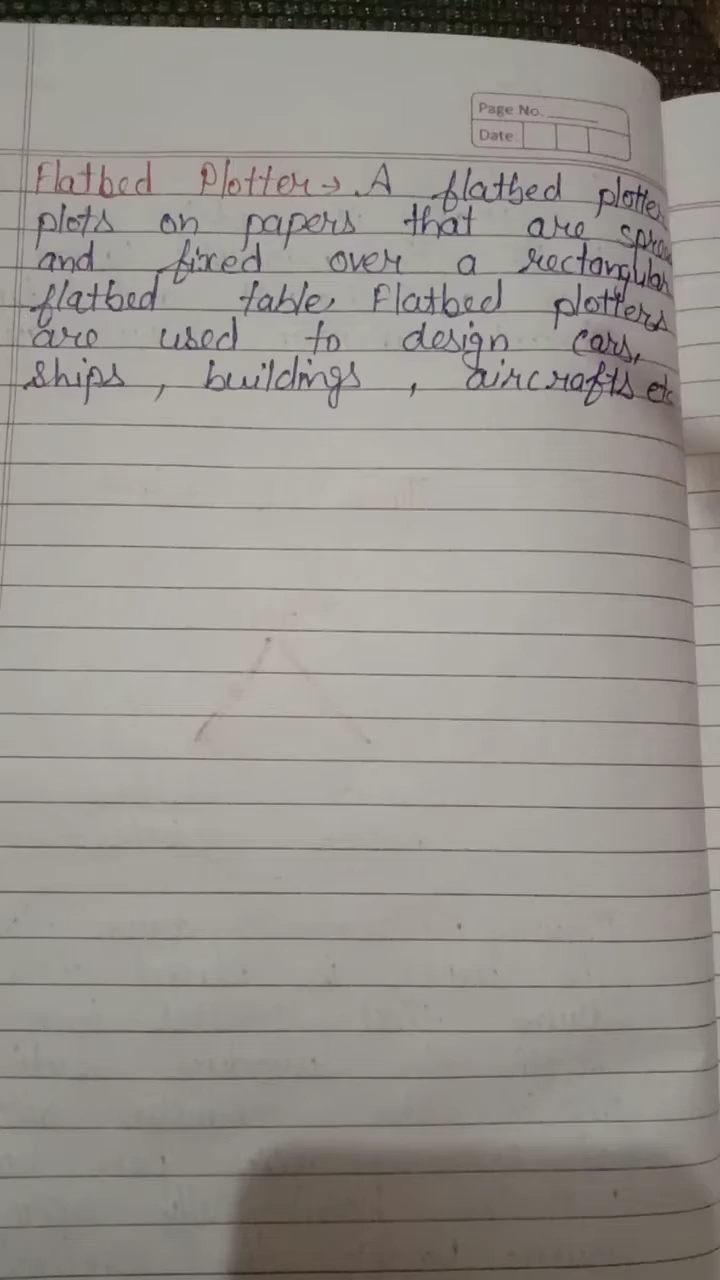 Page No.
Date
Flatbed Plotter → A flatbed plotter
plots on papers that are
and fixed over a rectangular
flatbed table. Flatbed plotters
are used to design cars,
ships, buildings, aircrafts etc